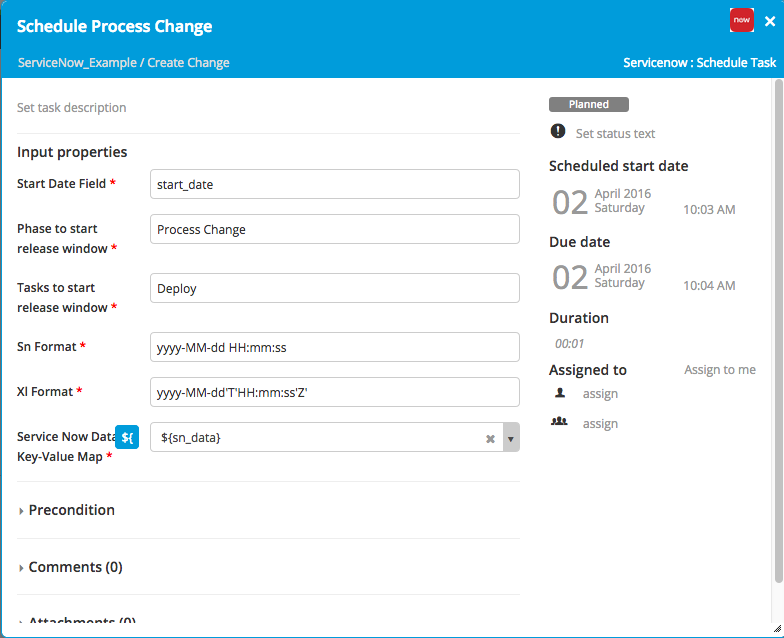 Schedule Process Change
now
ServiceNow_Example / Create Change
Servicenow : Schedule Task
Set task description
Input properties
Start Date Field *
start_date
Phase to start
release window *
Process Change
Tasks to start
release window *
Deploy
Sn Format *
yyyy-MM-dd HH:mm:ss
Xl Format *
yyyy-MM-dd'T'HH:mm:ss'Z'
Service Now Data
Key-Value Map *
${
${sn_data}
Precondition
Comments (0)
Attachments (0)
Planned
Set status text
Scheduled start date
02
April 2016
Saturday
10:03 AM
Due date
02
April 2016
Saturday
10:04 AM
Duration
00:01
Assigned to
Assign to me
assign
assign